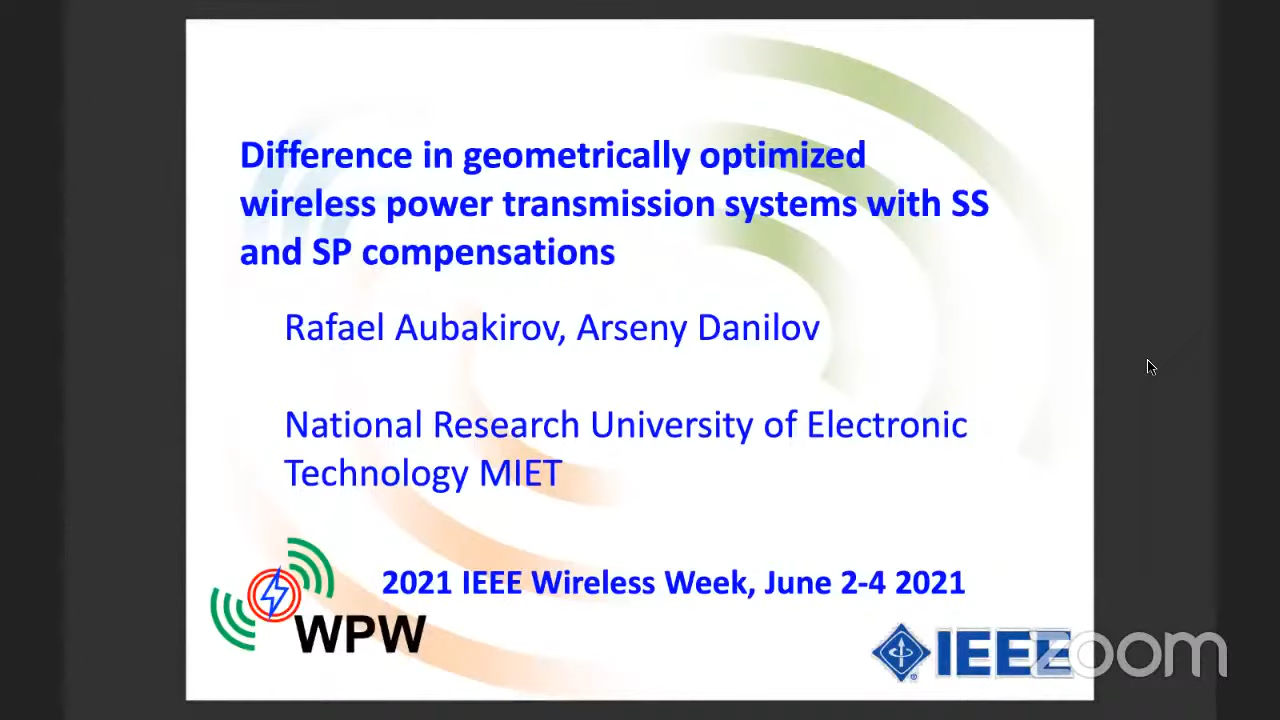 Difference in geometrically optimized
wireless power transmission systems with SS
and SP compensations
Rafael Aubakirov, Arseny Danilov
National Research University of Electronic
Technology MIET
2021 IEEE Wireless Week, June 2-4 2021
WPW
IEEE
zoom